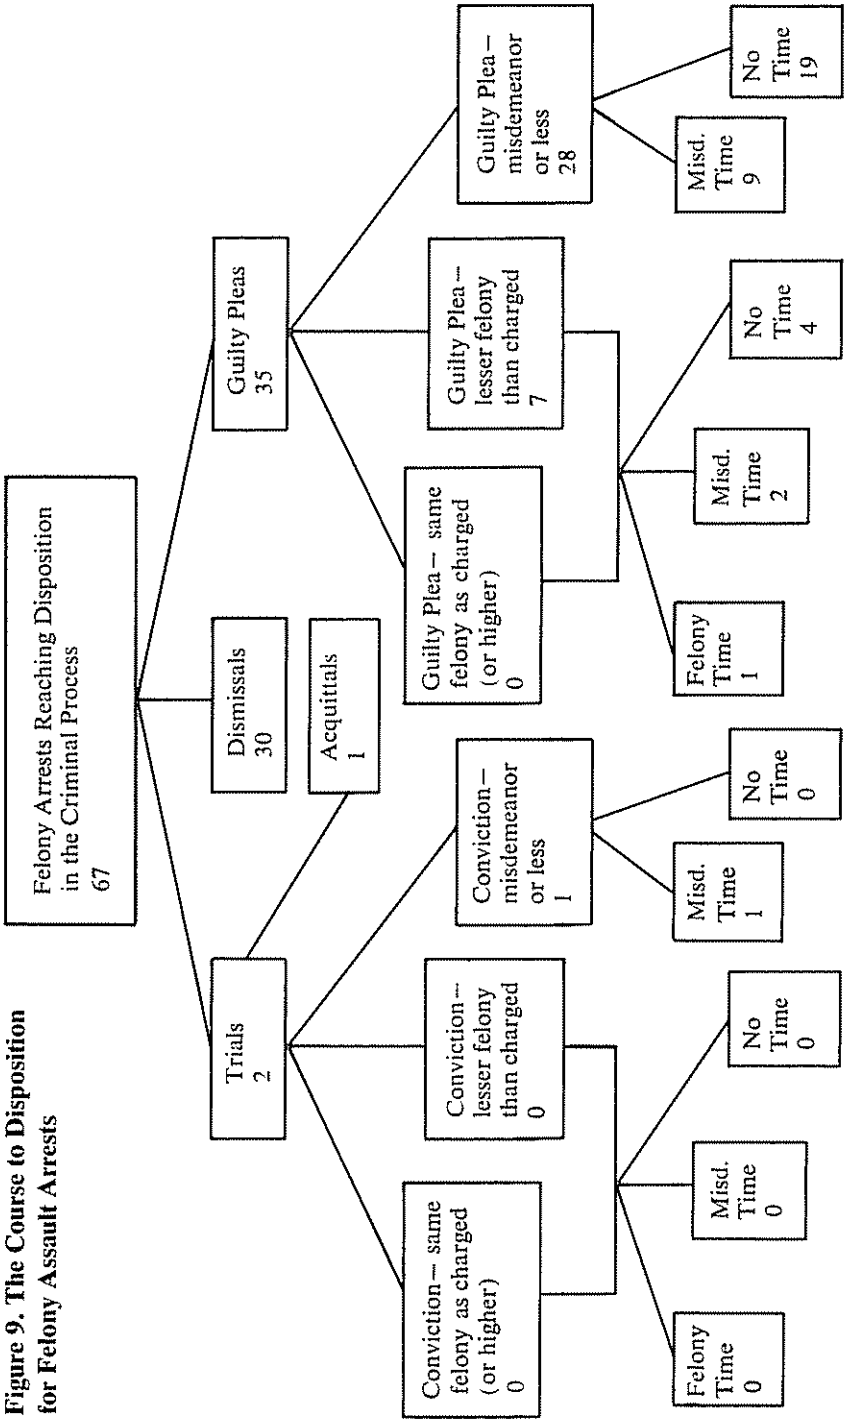 Figure 9. The Course to Disposition
for Felony Assault Arrests
Felony Arrests Reaching Disposition
in the Criminal Process
67
Trials
2
Dismissals
30
Guilty Pleas
35
Acquittals
1
Conviction— same
felony as charged
(or higher)
0
Conviction—
lesser felony
than charged
0
Conviction—
misdemeanor
or less
1
Guilty Plea— same
felony as charged
(or higher)
0
Guilty Plea—
lesser felony
than charged
7
Guilty Plea—
misdemeanor
or less
28
Felony
Time
0
Misd.
Time
0
No
Time
0
Misd.
Time
1
No
Time
0
Felony
Time
1
Misd.
Time
2
No
Time
4
Misd.
Time
9
No
Time
19